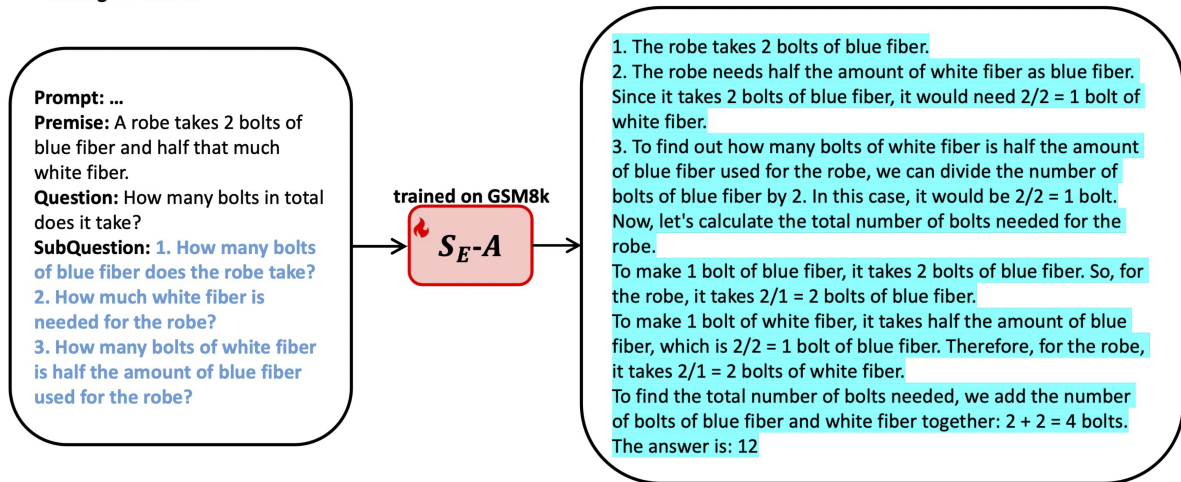 Prompt: ...
Premise: A robe takes 2 bolts of
blue fiber and half that much
white fiber.
Question: How many bolts in total
does it take?
SubQuestion: 1. How many bolts
of blue fiber does the robe take?
2. How much white fiber is
needed for the robe?
3. How many bolts of white fiber
is half the amount of blue fiber
used for the robe?
trained on GSM8k
S_E-A
1. The robe takes 2 bolts of blue fiber.
2. The robe needs half the amount of white fiber as blue fiber.
Since it takes 2 bolts of blue fiber, it would need 2/2 = 1 bolt of
white fiber.
3. To find out how many bolts of white fiber is half the amount
of blue fiber used for the robe, we can divide the number of
bolts of blue fiber by 2. In this case, it would be 2/2 = 1 bolt.
Now, let's calculate the total number of bolts needed for the
robe.
To make 1 bolt of blue fiber, it takes 2 bolts of blue fiber. So, for
the robe, it takes 2/1 = 2 bolts of blue fiber.
To make 1 bolt of white fiber, it takes half the amount of blue
fiber, which is 2/2 = 1 bolt of blue fiber. Therefore, for the robe,
it takes 2/1 = 2 bolts of white fiber.
To find the total number of bolts needed, we add the number
of bolts of blue fiber and white fiber together: 2 + 2 = 4 bolts.
The answer is: 12